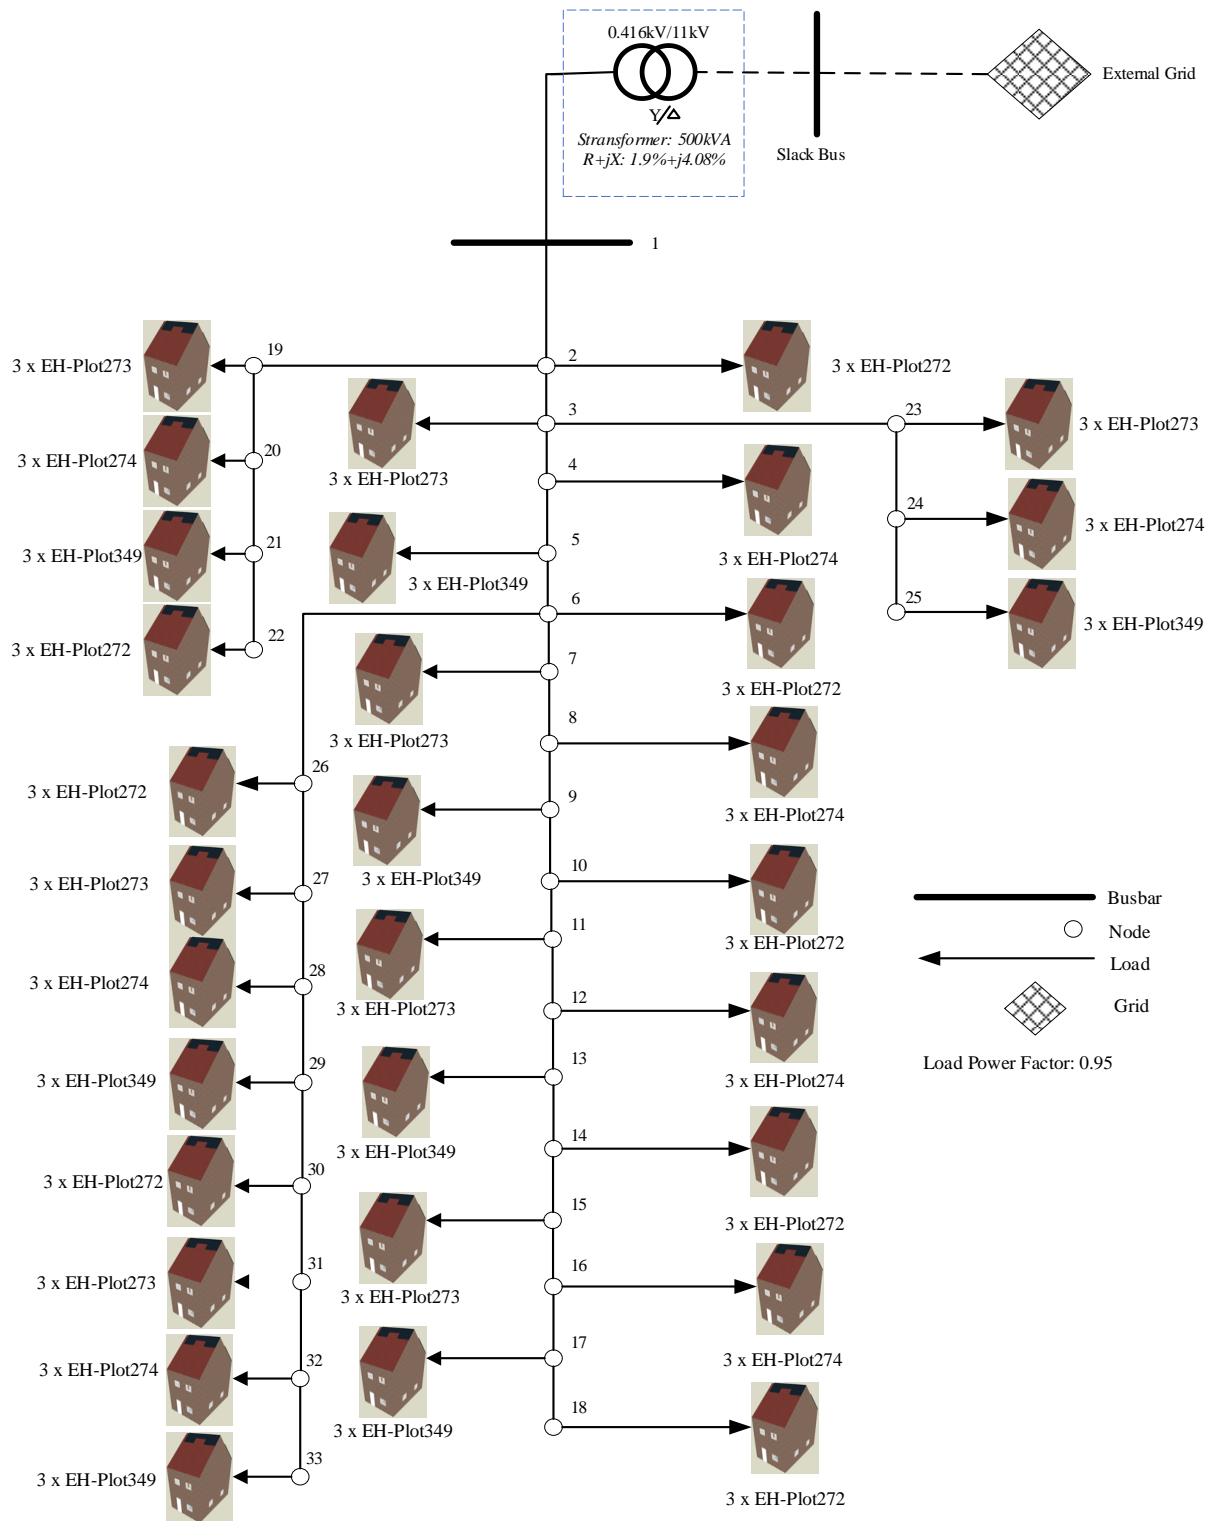 0.416kV/11kV
Y/Δ
Stransformer: 500kVA
R+jX: 1.9%+j4.08%
Slack Bus
External Grid
1
19
2
3 x EH-Plot273
3 x EH-Plot272
3
23
3 x EH-Plot273
20
3 x EH-Plot274
3 x EH-Plot273
4
24
3 x EH-Plot274
21
3 x EH-Plot349
5
3 x EH-Plot274
3 x EH-Plot349
6
25
3 x EH-Plot349
22
3 x EH-Plot272
7
3 x EH-Plot272
8
3 x EH-Plot273
26
3 x EH-Plot272
9
3 x EH-Plot274
10
3 x EH-Plot349
27
3 x EH-Plot273
11
3 x EH-Plot272
28
3 x EH-Plot274
3 x EH-Plot273
12
29
3 x EH-Plot349
13
3 x EH-Plot274
14
3 x EH-Plot349
30
3 x EH-Plot272
15
3 x EH-Plot272
31
3 x EH-Plot273
16
3 x EH-Plot273
32
3 x EH-Plot274
17
3 x EH-Plot274
18
3 x EH-Plot349
33
3 x EH-Plot349
3 x EH-Plot272
Busbar
Node
Load
Grid
Load Power Factor: 0.95